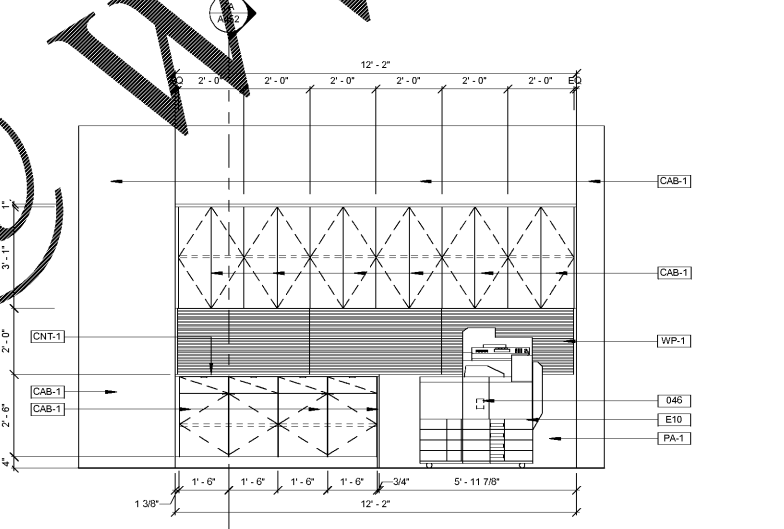 A452
12' - 2"
EQ 2' - 0" 2' - 0" 2' - 0" 2' - 0" 2' - 0" 2' - 0" EQ
CAB-1
1"
3' - 1"
CAB-1
2' - 0"
CNT-1
WP-1
CAB-1
046
CAB-1
E10
2' - 6"
PA-1
4"
1' - 6" 1' - 6" 1' - 6" 1' - 6" 3/4" 5' - 11 7/8"
1 3/8"
12' - 2"